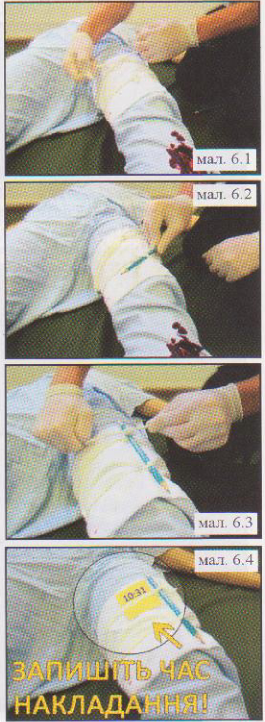 мал. 6.1
мал. 6.2
мал. 6.3
мал. 6.4
10:31
ЗАПИШІТЬ ЧАС
НАКЛАДАННЯ!